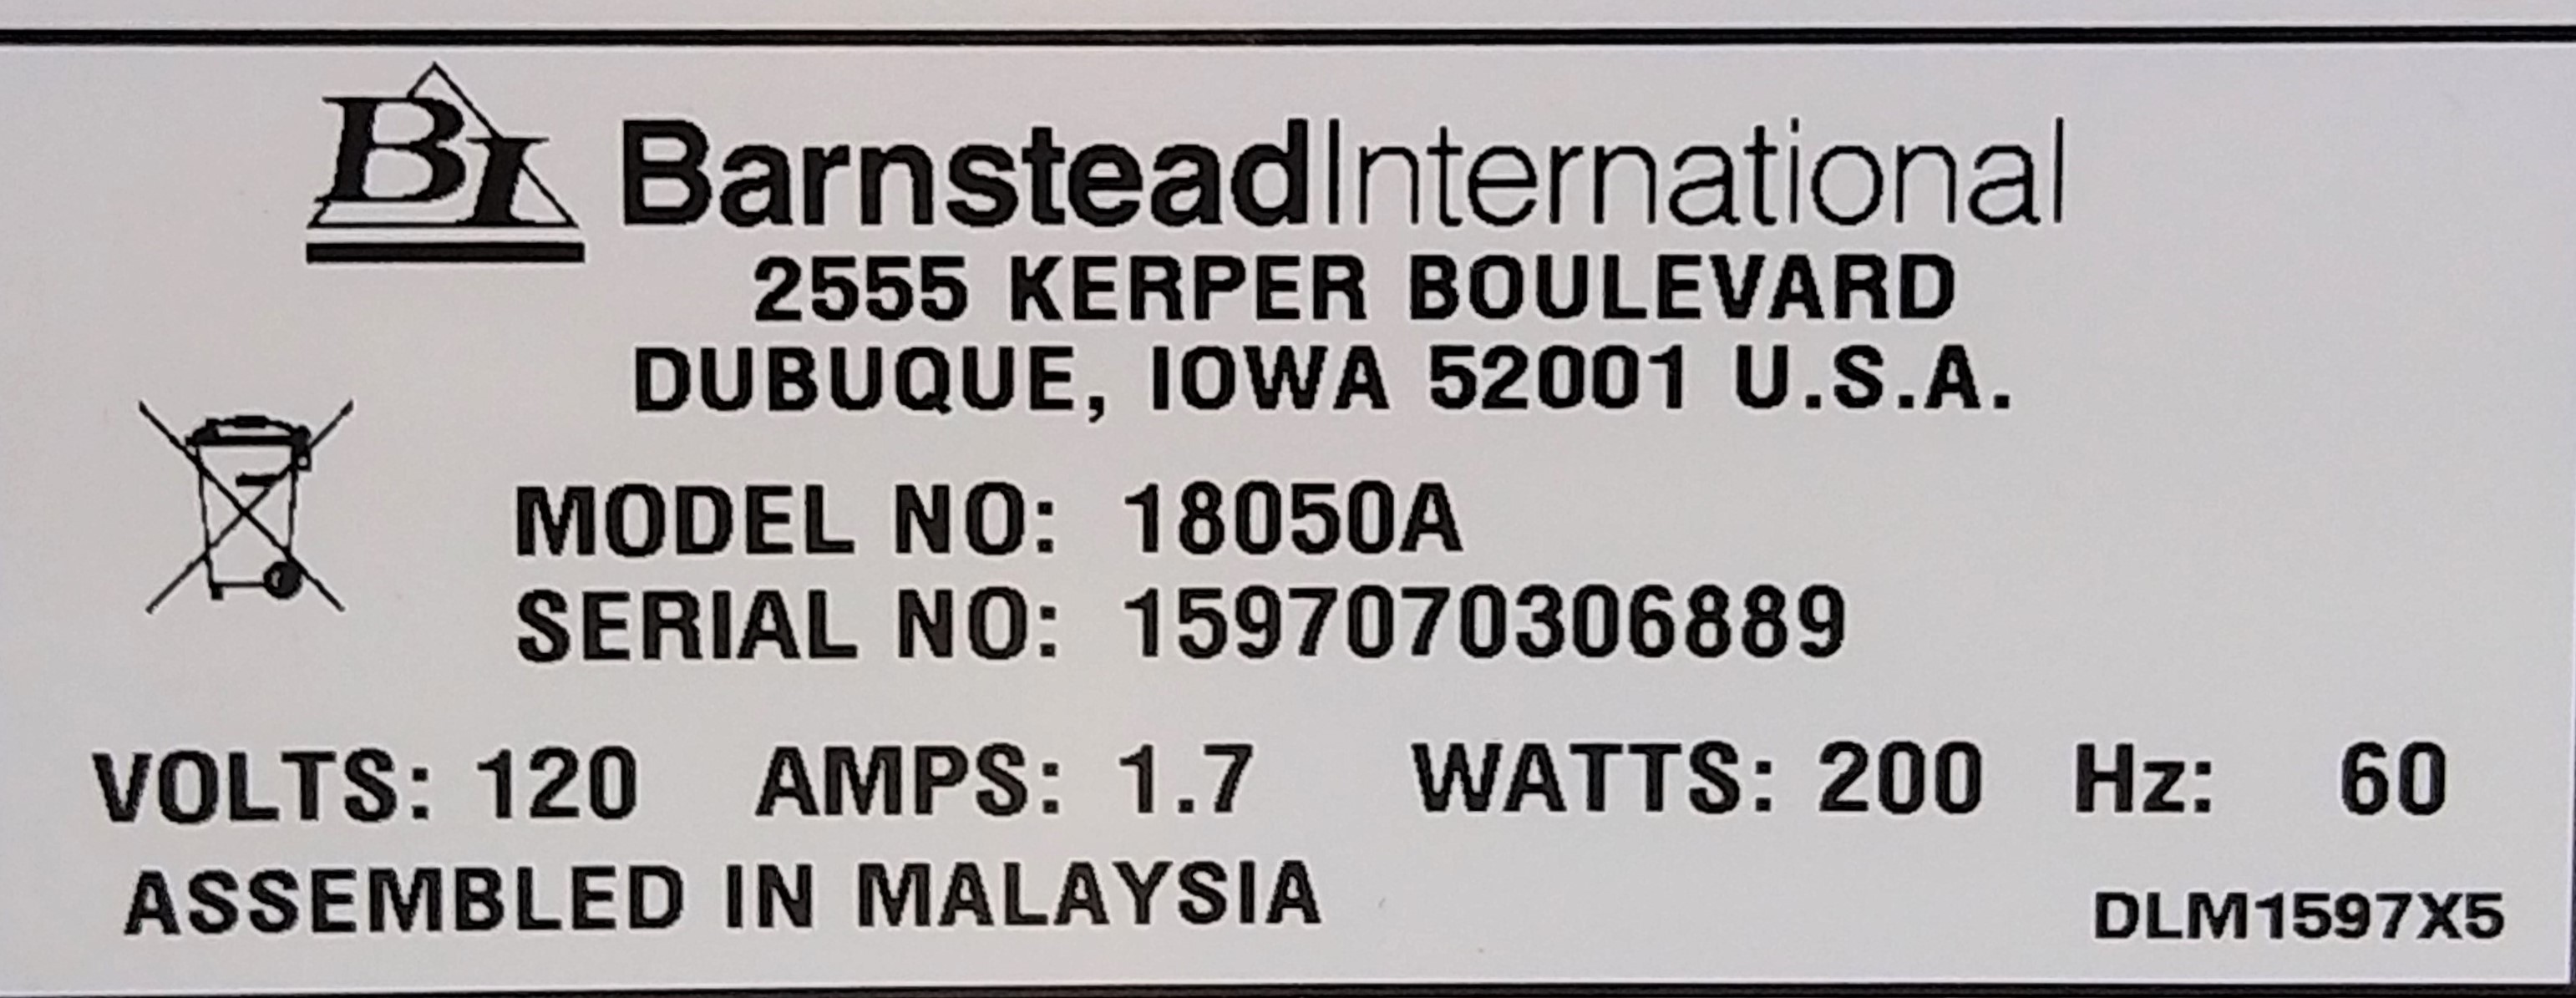 BI BarnsteadInternational
2555 KERPER BOULEVARD
DUBUQUE, IOWA 52001 U.S.A.
MODEL NO: 18050A
SERIAL NO: 1597070306889
VOLTS: 120 AMPS: 1.7 WATTS: 200 Hz: 60
ASSEMBLED IN MALAYSIA
DLM1597X5